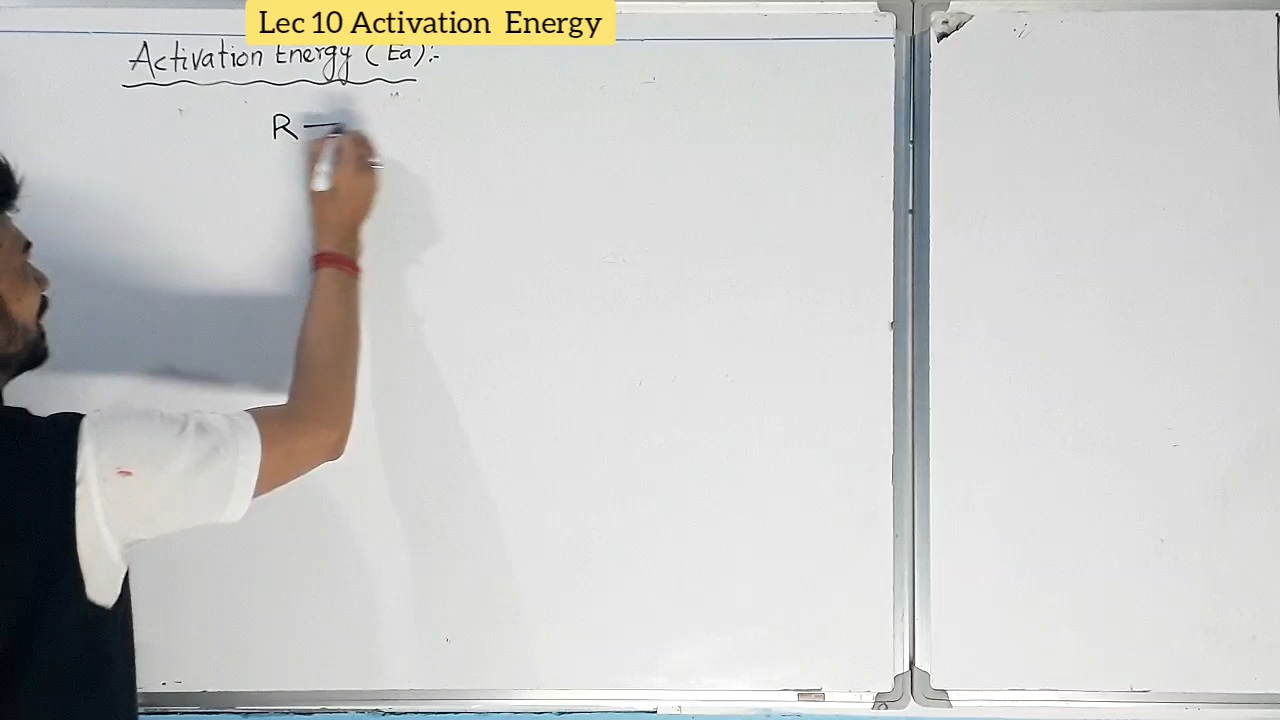 Lec 10 Activation Energy
Activation Energy (Ea):-
R —